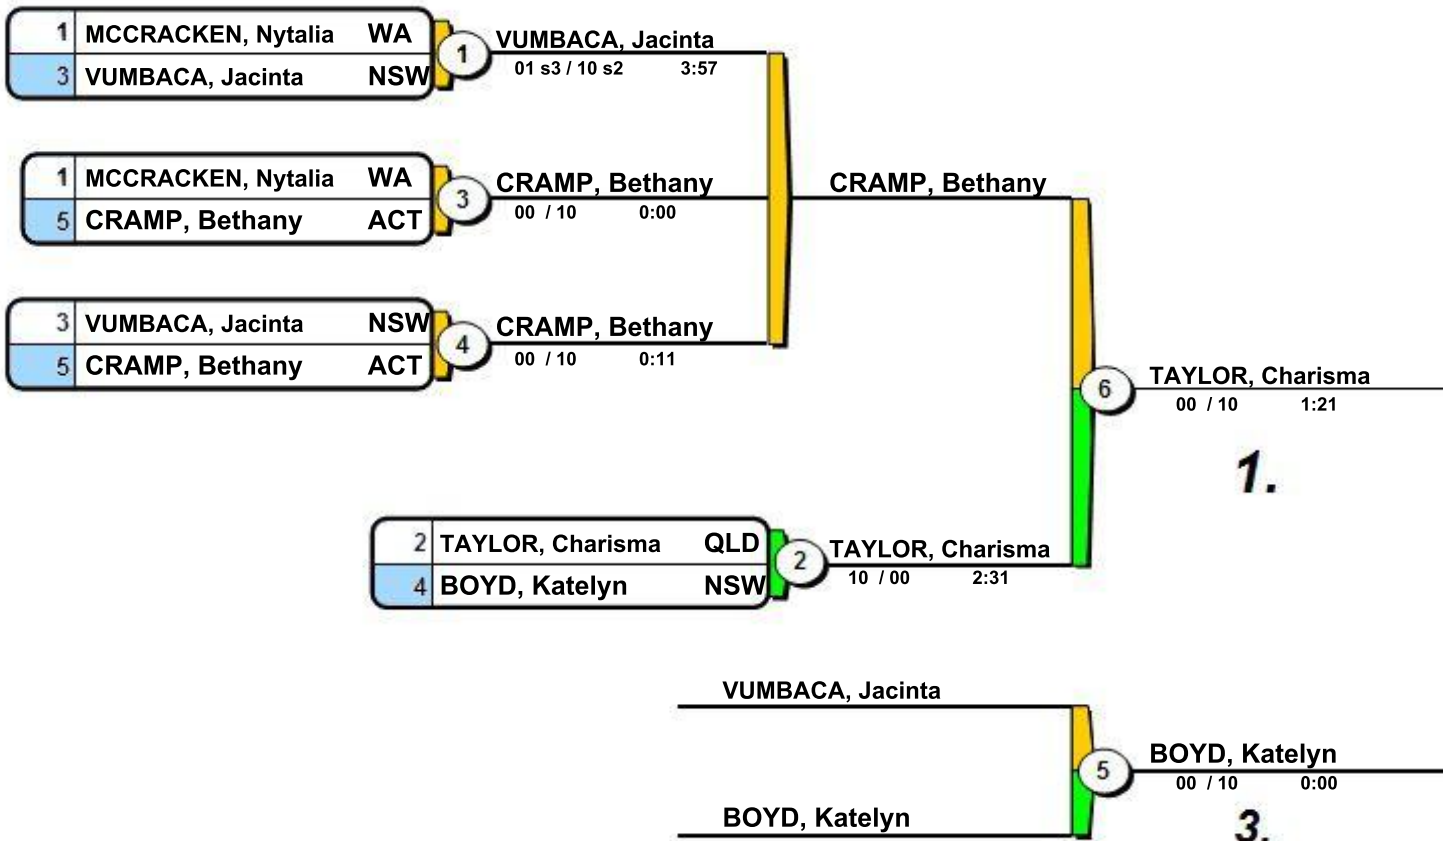 1 MCCRACKEN, Nytalia WA
3 VUMBACA, Jacinta NSW
1
VUMBACA, Jacinta
01 s3 / 10 s2 3:57
1 MCCRACKEN, Nytalia WA
5 CRAMP, Bethany ACT
3
CRAMP, Bethany
00 / 10 0:00
CRAMP, Bethany
3 VUMBACA, Jacinta NSW
5 CRAMP, Bethany ACT
4
CRAMP, Bethany
00 / 10 0:11
6
TAYLOR, Charisma
00 / 10 1:21
1.
2 TAYLOR, Charisma QLD
4 BOYD, Katelyn NSW
2
TAYLOR, Charisma
10 / 00 2:31
VUMBACA, Jacinta
BOYD, Katelyn
5
BOYD, Katelyn
00 / 10 0:00
3.